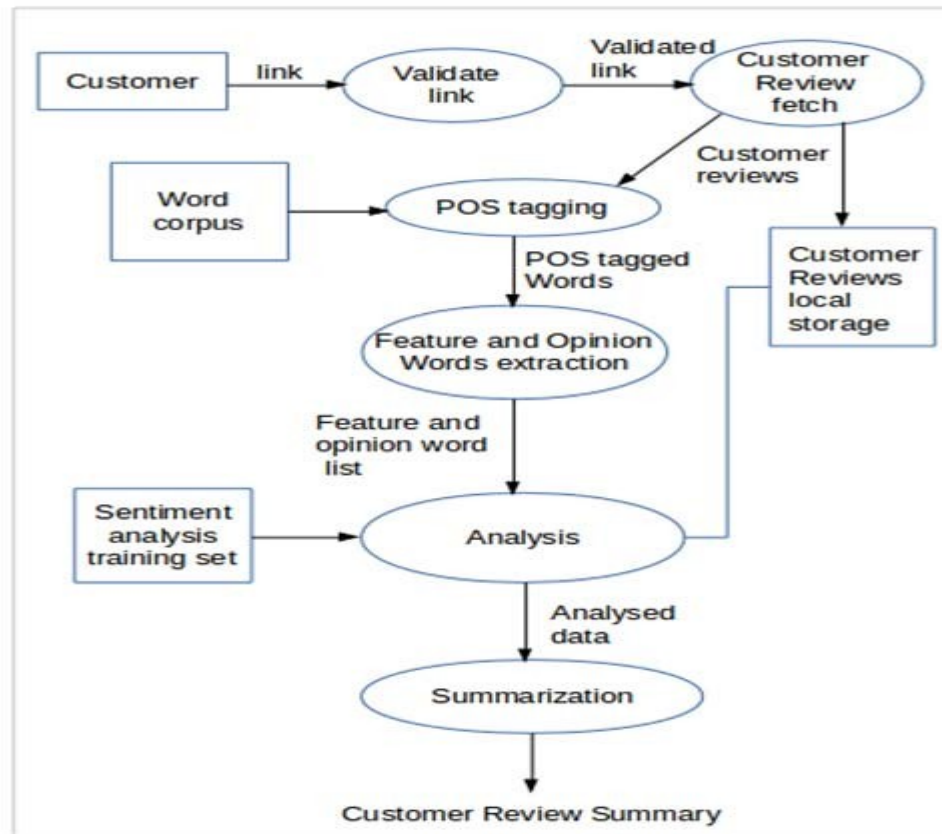 Customer
link
Validate
link
Validated
link
Customer
Review
fetch
Customer
reviews
Word
corpus
POS tagging
POS tagged
Words
Customer
Reviews
local
storage
Feature and Opinion
Words extraction
Feature and
opinion word
list
Sentiment
analysis
training set
Analysis
Analysed
data
Summarization
Customer Review Summary